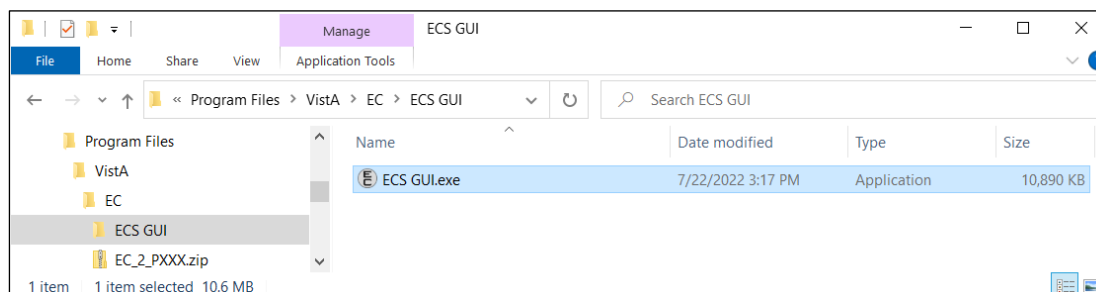 Manage ECS GUI
File Home Share View Application Tools
« Program Files > VistA > EC > ECS GUI Search ECS GUI
Program Files Name Date modified Type Size
VistA ECS GUI.exe 7/22/2022 3:17 PM Application 10,890 KB
EC
ECS GUI
EC_2_PXXX.zip
1 item 1 item selected 10.6 MB